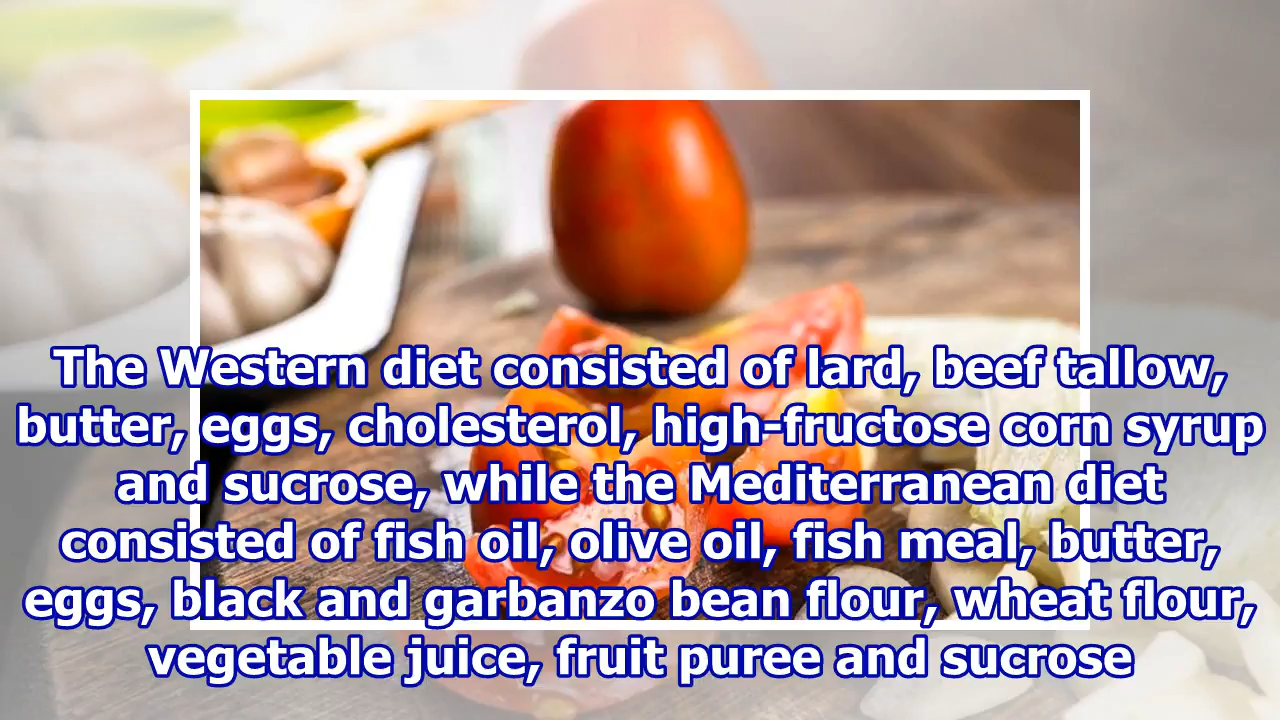 The Western diet consisted of lard, beef tallow,
butter, eggs, cholesterol, high-fructose corn syrup
and sucrose, while the Mediterranean diet
consisted of fish oil, olive oil, fish meal, butter,
eggs, black and garbanzo bean flour, wheat flour,
vegetable juice, fruit puree and sucrose